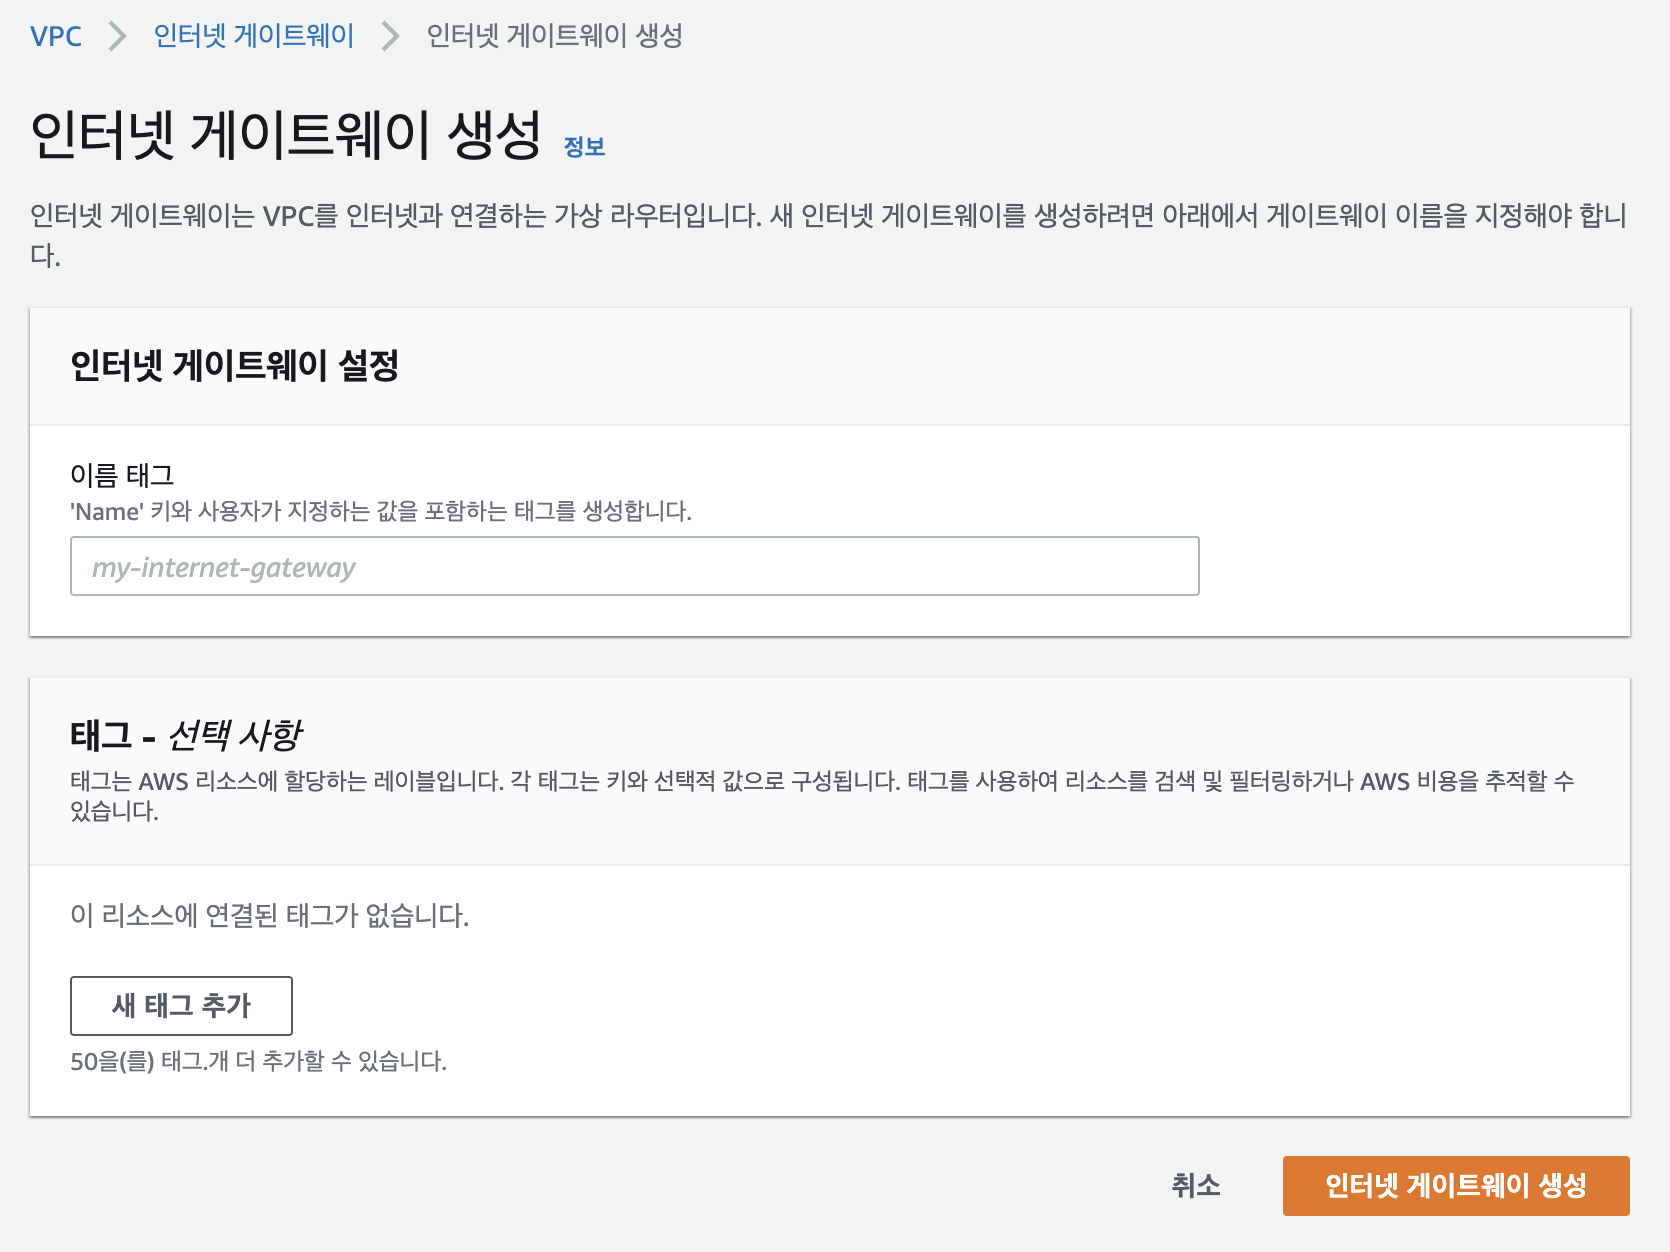 VPC > 인터넷 게이트웨이 > 인터넷 게이트웨이 생성
인터넷 게이트웨이 생성 정보
인터넷 게이트웨이는 VPC를 인터넷과 연결하는 가상 라우터입니다. 새 인터넷 게이트웨이를 생성하려면 아래에서 게이트웨이 이름을 지정해야 합니
다.
인터넷 게이트웨이 설정
이름 태그
'Name' 키와 사용자가 지정하는 값을 포함하는 태그를 생성합니다.
my-internet-gateway
태그 - 선택 사항
태그는 AWS 리소스에 할당하는 레이블입니다. 각 태그는 키와 선택적 값으로 구성됩니다. 태그를 사용하여 리소스를 검색 및 필터링하거나 AWS 비용을 추적할 수
있습니다.
이 리소스에 연결된 태그가 없습니다.
새 태그 추가
50을(를) 태그.개 더 추가할 수 있습니다.
취소 인터넷 게이트웨이 생성